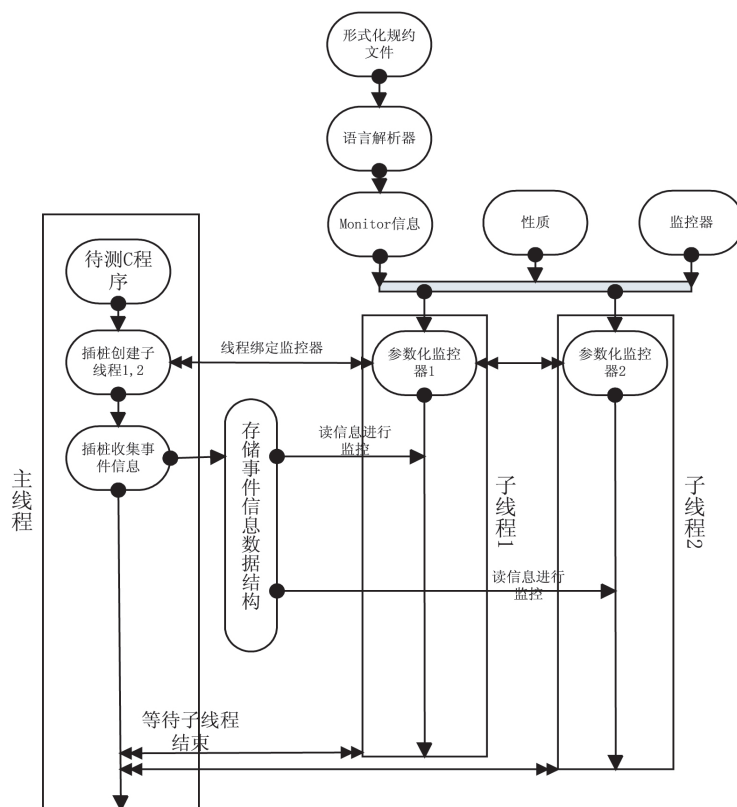 形式化规约
文件
语言解析器
Monitor信息
性质
监控器
待测C程
序
插桩创建子
线程1,2
线程绑定监控器
参数化监控
器1
参数化监控
器2
插桩收集事
件信息
存储事件信息数据结构
读信息进行
监控
主线程
子线程1
子线程2
读信息进行
监控
等待子线程
结束